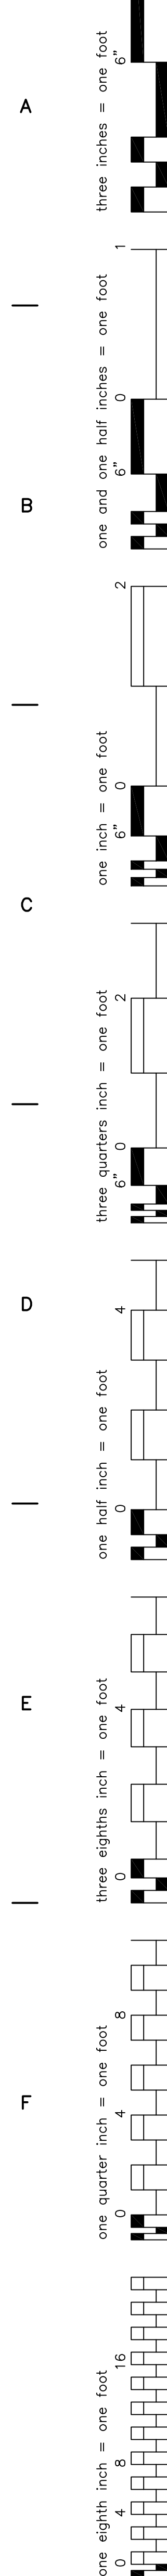 A
B
C
D
E
F
three inches = one foot
6"
one and one half inches = one foot
6" 0 1
one inch = one foot
6" 0 2
three quarters inch = one foot
6" 0 2
one half inch = one foot
0 4
three eighths inch = one foot
0 4
one quarter inch = one foot
0 4 8
one eighth inch = one foot
0 4 8 16